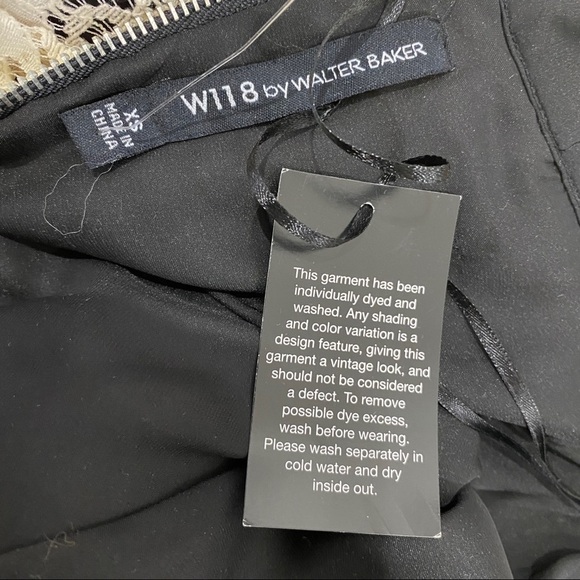 W118 by WALTER BAKER
XS
MADE IN
CHINA
This garment has been
individually dyed and
washed. Any shading
and color variation is a
design feature, giving this
garment a vintage look, and
should not be considered
a defect. To remove
possible dye excess,
wash before wearing.
Please wash separately in
cold water and dry
inside out.